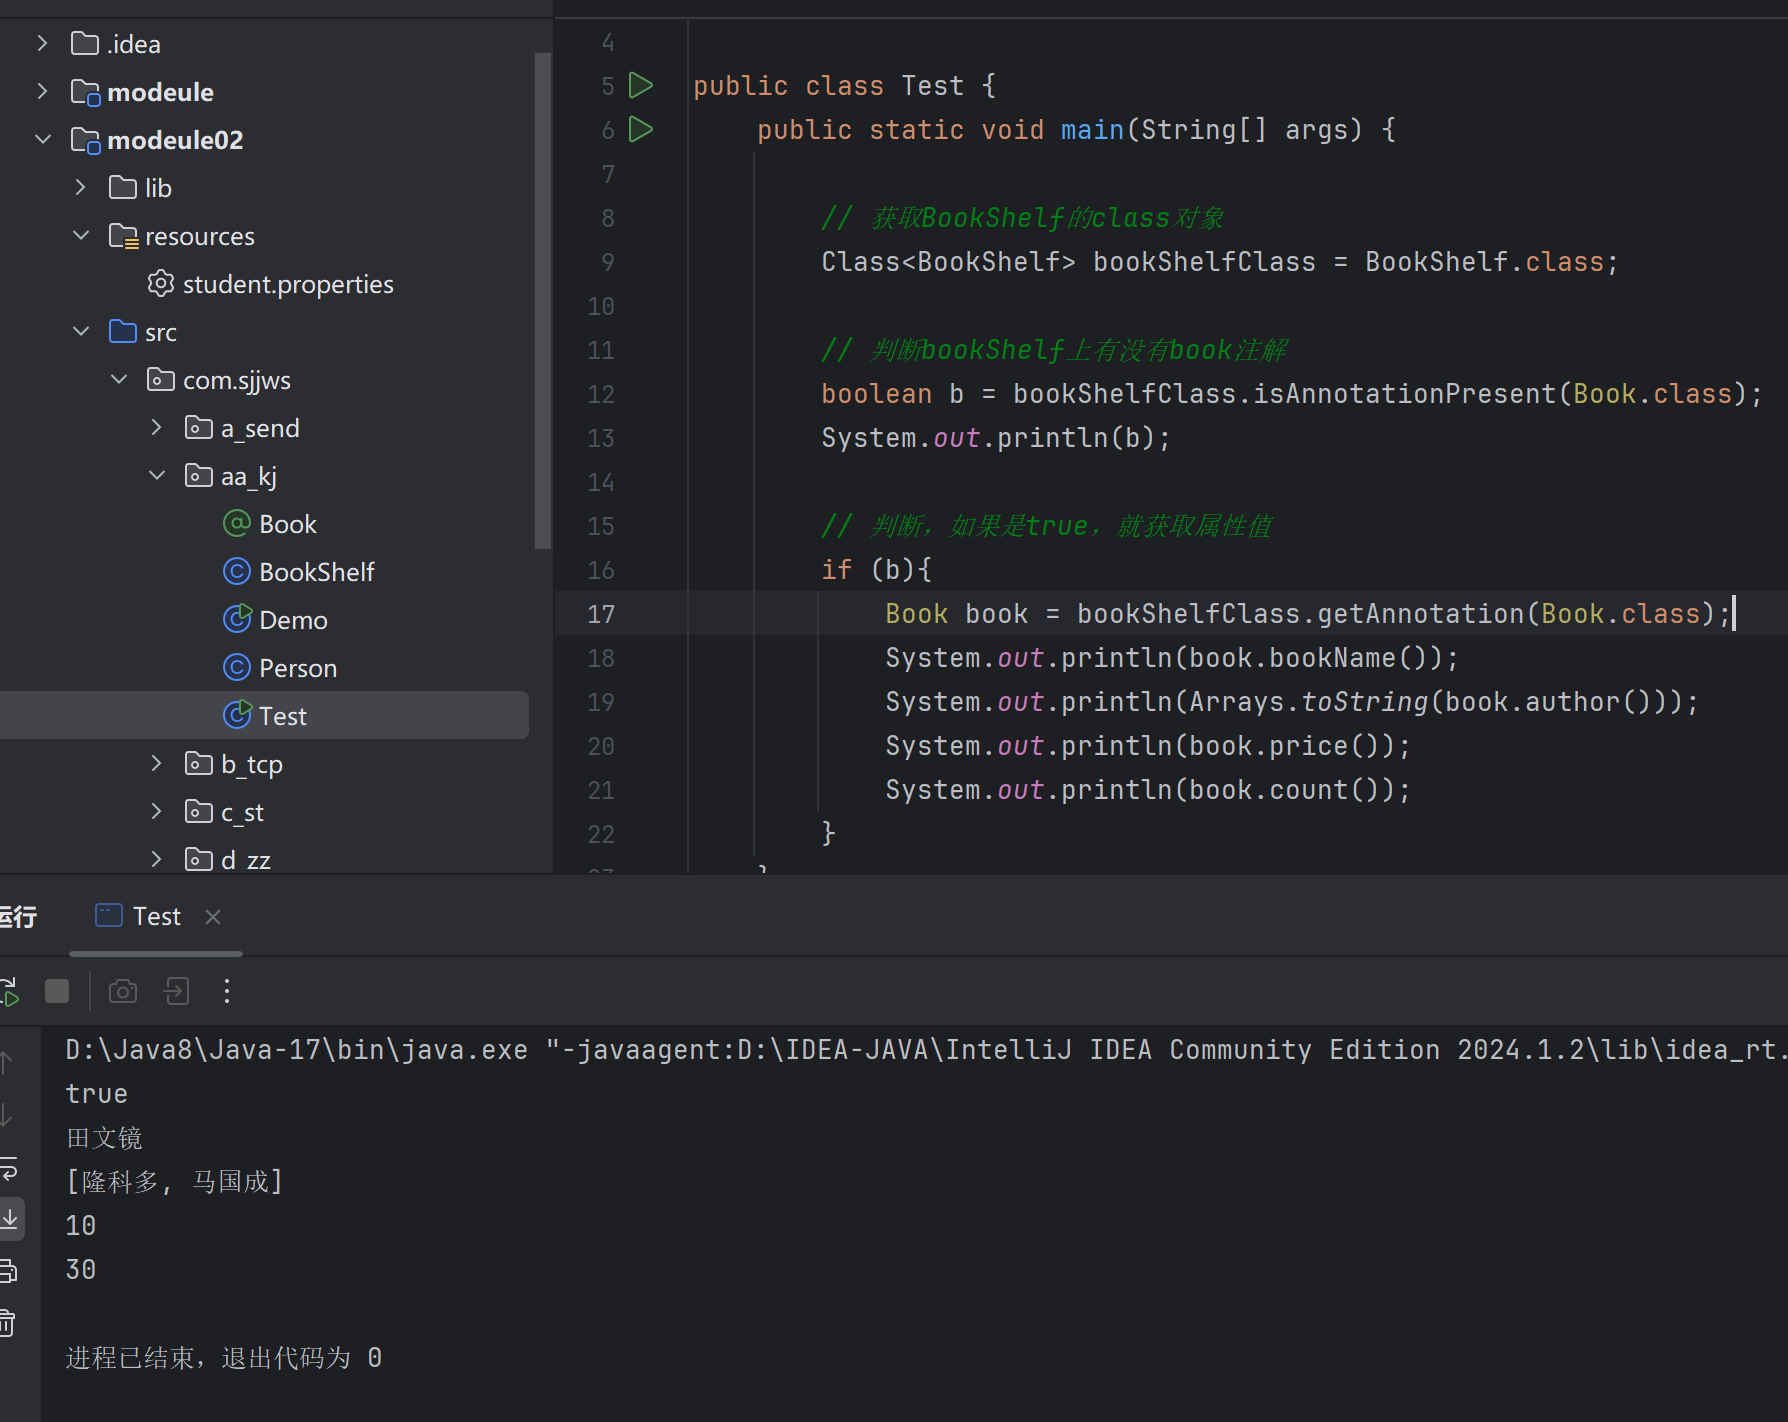 .idea
modeule
modeule02
lib
resources
student.properties
src
com.sjjws
a_send
aa_kj
Book
BookShelf
Demo
Person
Test
b_tcp
c_st
d_zz
4
5 public class Test {
6 public static void main(String[] args) {
7
8 // 获取BookShelf的class对象
9 Class<BookShelf> bookShelfClass = BookShelf.class;
10
11 // 判断bookShelf上有没有book注解
12 boolean b = bookShelfClass.isAnnotationPresent(Book.class);
13 System.out.println(b);
14
15 // 判断，如果是true，就获取属性值
16 if (b){
17 Book book = bookShelfClass.getAnnotation(Book.class);
18 System.out.println(book.bookName());
19 System.out.println(Arrays.toString(book.author()));
20 System.out.println(book.price());
21 System.out.println(book.count());
22 }
运行 Test
D:\Java8\Java-17\bin\java.exe "-javaagent:D:\IDEA-JAVA\IntelliJ IDEA Community Edition 2024.1.2\lib\idea_rt.
true
田文镜
[隆科多, 马国成]
10
30
进程已结束，退出代码为 0